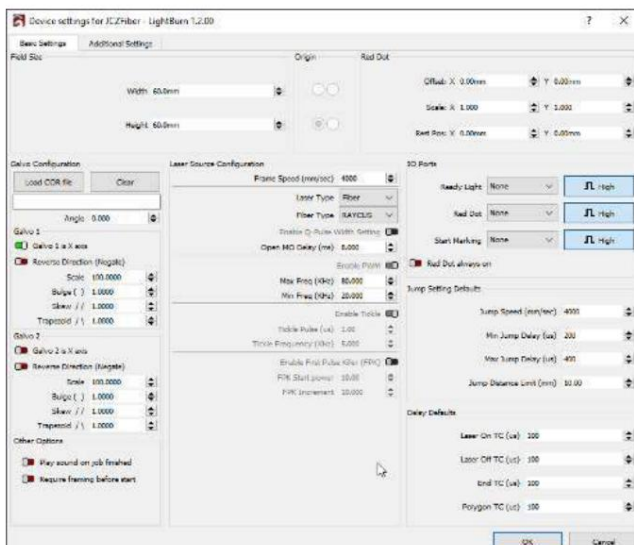 Device settings for JCZFiber - LightBurn 1.2.00
? X
Basic Settings Additional Settings
Field Size
Width 60.0mm
Height 60.0mm
Origin
Red Dot
Offset: X 0.00mm Y 0.00mm
Scale: X 1.000 Y 1.000
Rest Pos: X 0.00mm Y 0.00mm
Galvo Configuration
Load COR file Clear
Angle 0.000
Galvo 1
Galvo 1 is X axis
Reverse Direction (Negate)
Scale 100.0000
Bulge ( ) 1.0000
Skew / / 1.0000
Trapezoid / \ 1.0000
Galvo 2
Galvo 2 is X axis
Reverse Direction (Negate)
Scale 100.0000
Bulge ( ) 1.0000
Skew / / 1.0000
Trapezoid / \ 1.0000
Other Options
Play sound on job finished
Require framing before start
Laser Source Configuration
Frame Speed (mm/sec) 4000
Laser Type Fiber
Fiber Type RAYCUS
Enable Q-Pulse Width Setting
Open MO Delay (ms) 8.000
Enable PWM
Max Freq (KHz) 80.000
Min Freq (KHz) 20.000
Enable Tickle
Tickle Pulse (us) 1.00
Tickle Frequency (KHz) 5.000
Enable First Pulse Killer (FPK)
FPK Start power 10.00
FPK Increment 10.000
IO Ports
Ready Light None High
Red Dot None High
Start Marking None High
Red Dot always on
Jump Setting Defaults
Jump Speed (mm/sec) 4000
Min Jump Delay (us) 200
Max Jump Delay (us) 400
Jump Distance Limit (mm) 10.00
Delay Defaults
Laser On TC (us) 100
Laser Off TC (us) 100
End TC (us) 100
Polygon TC (us) 100
OK Cancel